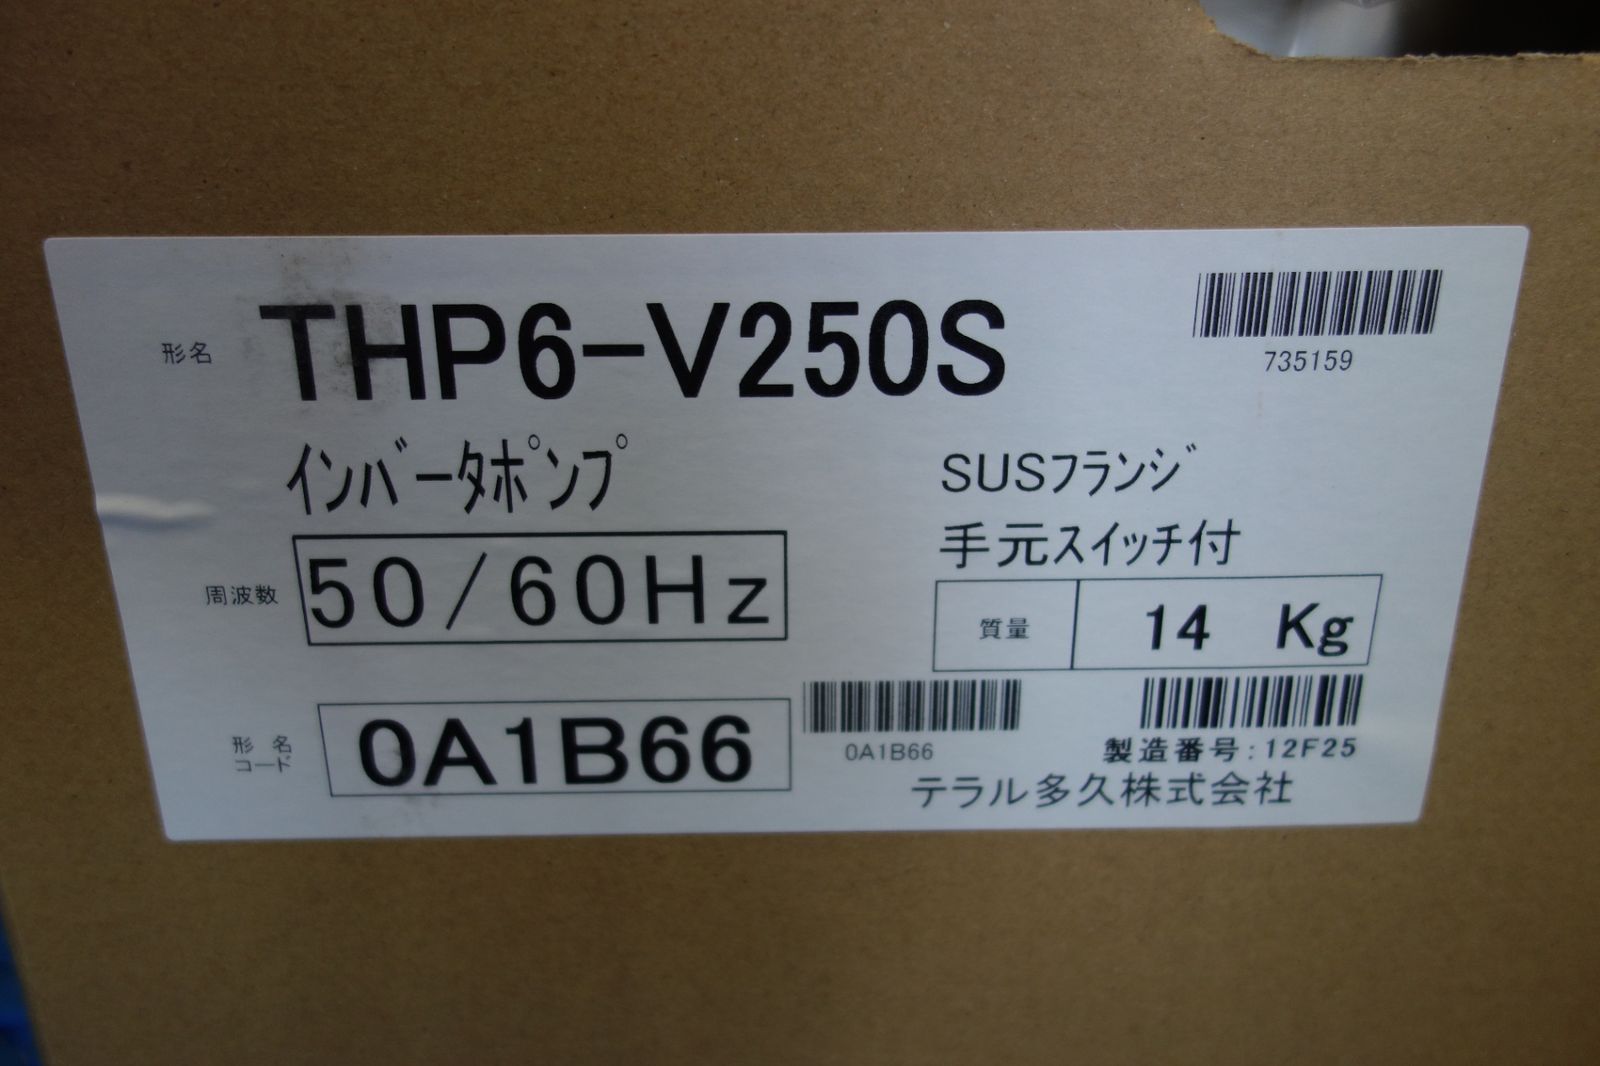 形名 THP6-V250S
735159
インバータポンプ
SUSフランジ
手元スイッチ付
周波数 50/60Hz
質量 14 Kg
形名コード 0A1B66
0A1B66
製造番号:12F25
テラル多久株式会社